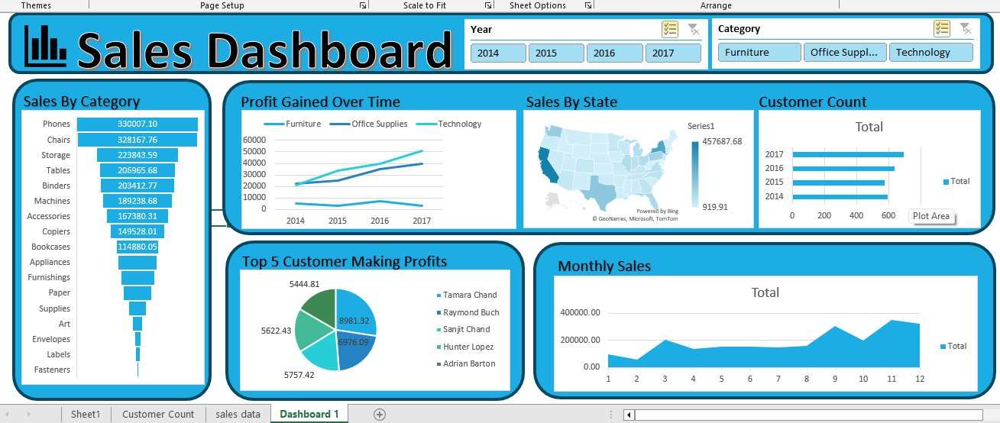 Themes Page Setup Scale to Fit Sheet Options Arrange
Sales Dashboard
Year
2014 2015 2016 2017
Category
Furniture Office Suppl... Technology
Sales By Category
Phones 330007.10
Chairs 328167.76
Storage 223843.59
Tables 206965.68
Binders 203412.77
Machines 189238.68
Accessories 167380.31
Copiers 149528.01
Bookcases 114880.05
Appliances
Furnishings
Paper
Supplies
Art
Envelopes
Labels
Fasteners
Profit Gained Over Time
Furniture Office Supplies Technology
60000
50000
40000
30000
20000
10000
0
2014 2015 2016 2017
Sales By State
Series1
457687.68
919.91
Powered by Bing
© GeoNames, Microsoft, TomTom
Customer Count
Total
2017
2016
2015
2014
0 200 400 600
Total
Plot Area
Top 5 Customer Making Profits
5444.81
8981.32
5622.43
6976.09
5757.42
Tamara Chand
Raymond Buch
Sanjit Chand
Hunter Lopez
Adrian Barton
Monthly Sales
Total
400000.00
200000.00
0.00
1 2 3 4 5 6 7 8 9 10 11 12
Total
Sheet1 Customer Count sales data Dashboard 1